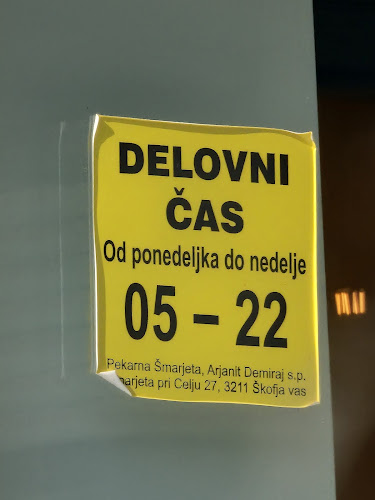 DELOVNI
ČAS
Od ponedeljka do nedelje
05 – 22
Pekarna Šmarjeta, Arjanit Demiraj s.p.
marjeta pri Celju 27, 3211 Škofja vas